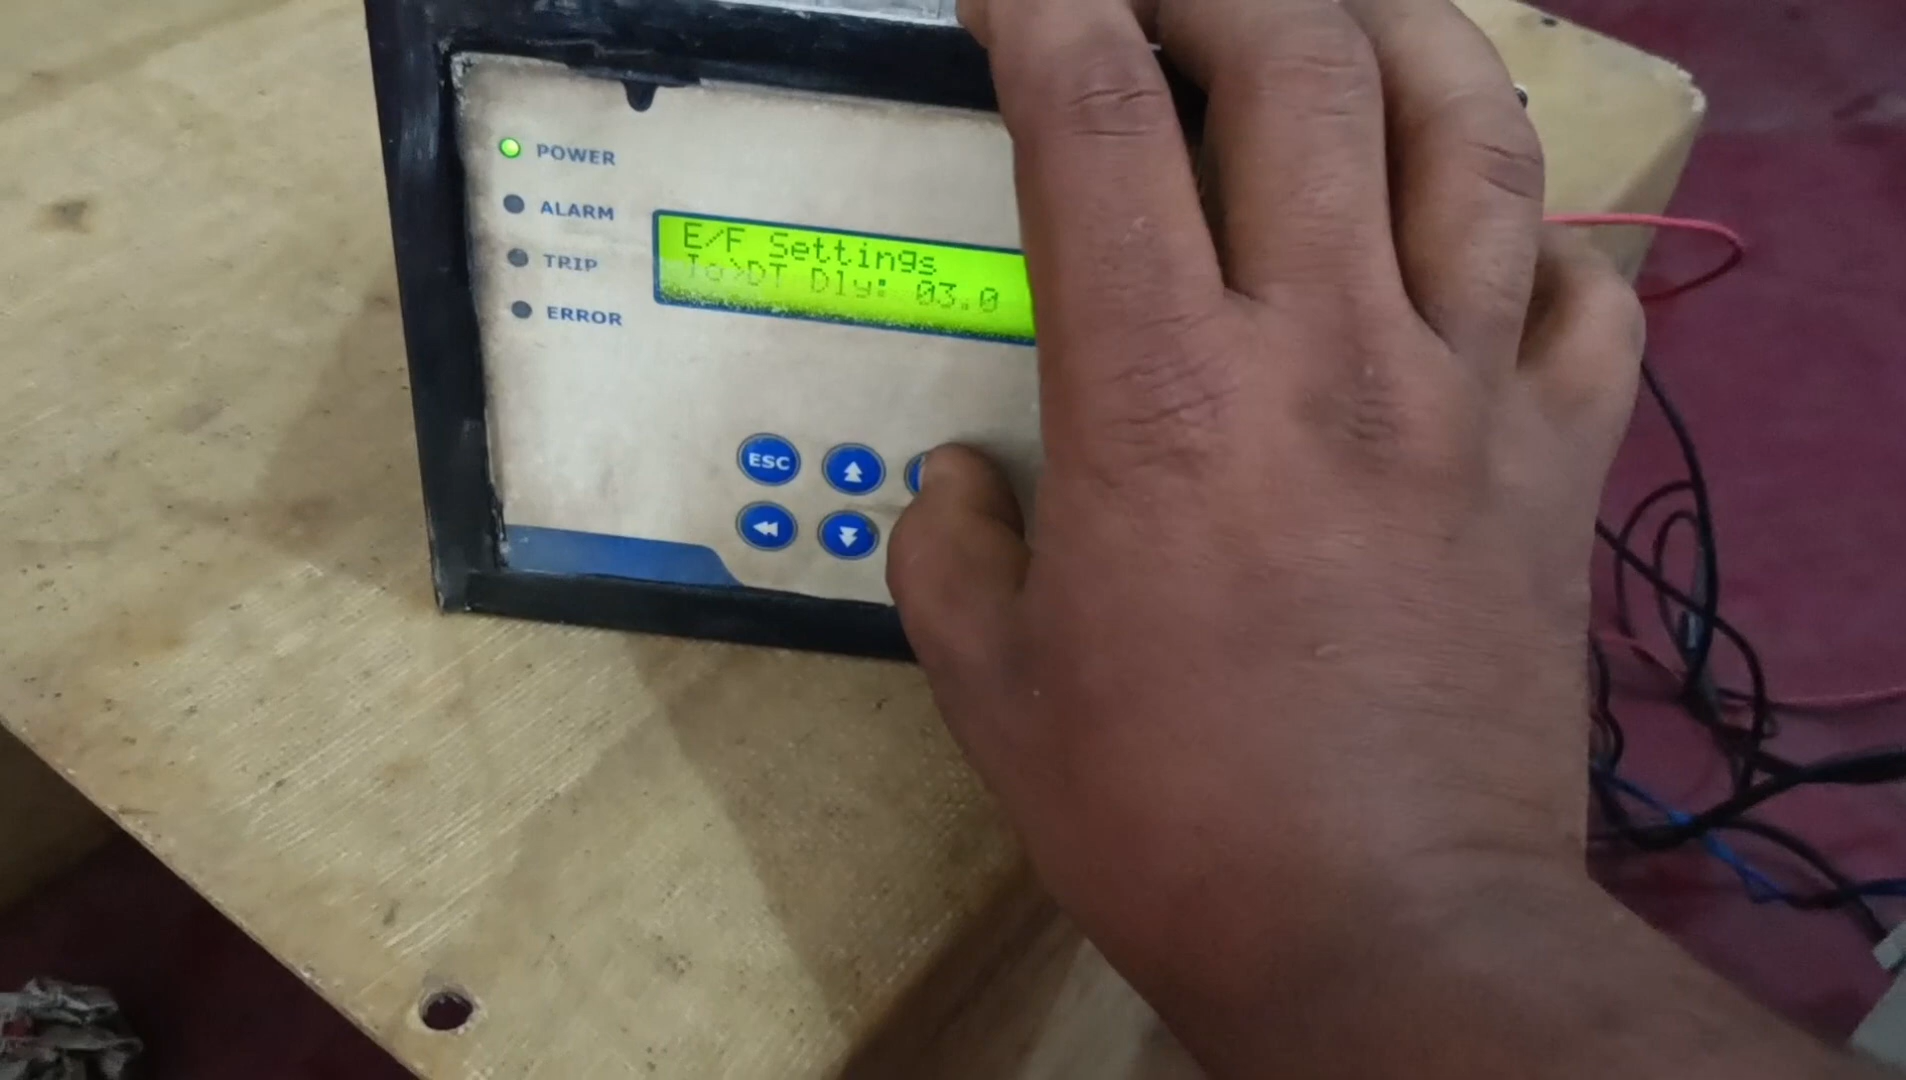 POWER
ALARM
TRIP
ERROR
E/F Settings
Io>DT Dly: 03.0
ESC